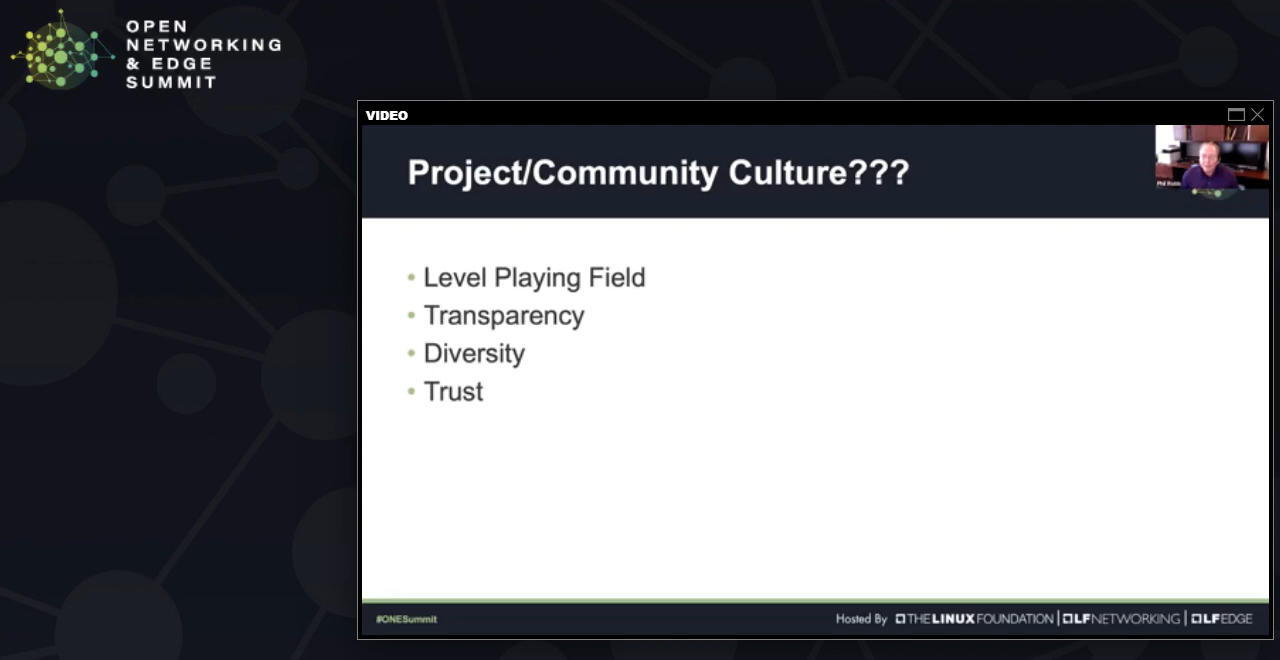 OPEN
NETWORKING
& EDGE
SUMMIT
VIDEO
Project/Community Culture???
• Level Playing Field
• Transparency
• Diversity
• Trust
#ONESummit
Hosted By THE LINUX FOUNDATION | LF NETWORKING | LF EDGE